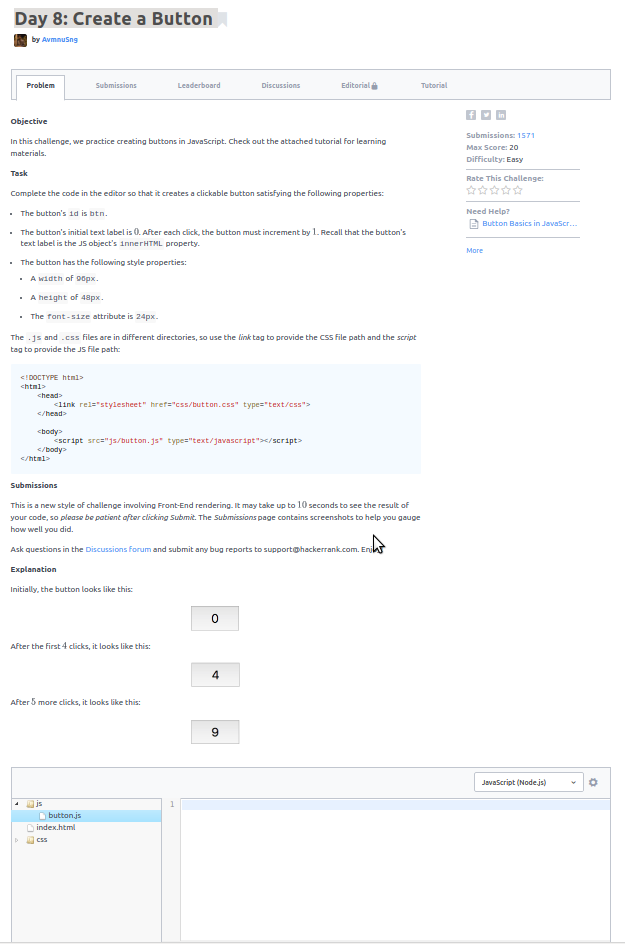 Day 8: Create a Button
by AvmnuSng
Problem
Submissions
Leaderboard
Discussions
Editorial
Tutorial
Objective
In this challenge, we practice creating buttons in JavaScript. Check out the attached tutorial for learning
materials.
Task
Complete the code in the editor so that it creates a clickable button satisfying the following properties:
• The button's id is btn.
• The button's initial text label is 0. After each click, the button must increment by 1. Recall that the button's
text label is the JS object's innerHTML property.
• The button has the following style properties:
• A width of 96px.
• A height of 48px.
• The font-size attribute is 24px.
The .js and .css files are in different directories, so use the link tag to provide the CSS file path and the script
tag to provide the JS file path:
<!DOCTYPE html>
<html>
<head>
<link rel="stylesheet" href="css/button.css" type="text/css">
</head>
<body>
<script src="js/button.js" type="text/javascript"></script>
</body>
</html>
Submissions
This is a new style of challenge involving Front-End rendering. It may take up to 10 seconds to see the result of
your code, so please be patient after clicking Submit. The Submissions page contains screenshots to help you gauge
how well you did.
Ask questions in the Discussions forum and submit any bug reports to support@hackerrank.com.
Explanation
Initially, the button looks like this:
0
After the first 4 clicks, it looks like this:
4
After 5 more clicks, it looks like this:
9
Submissions: 1571
Max Score: 20
Difficulty: Easy
Rate This Challenge:
Need Help?
Button Basics in JavaScr...
More
JavaScript (Node.js)
js
button.js
index.html
css
1